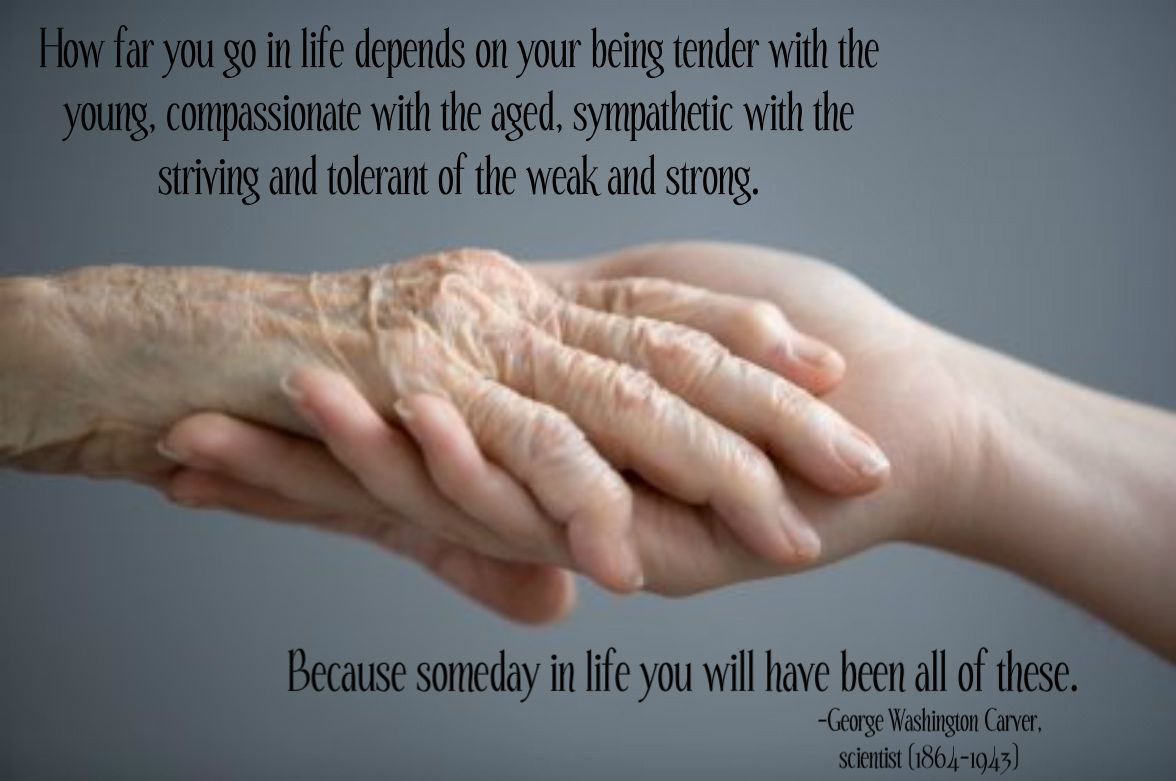 How far you go in life depends on your being tender with the
young, compassionate with the aged, sympathetic with the
striving and tolerant of the weak and strong.
Because someday in life you will have been all of these.
-George Washington Carver,
scientist (1864-1943)